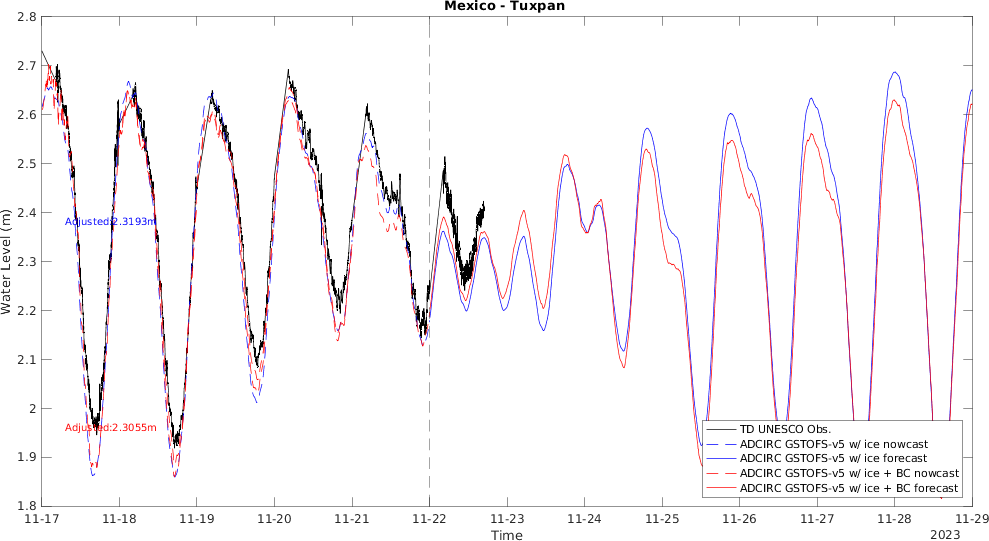 Mexico - Tuxpan
2.8
2.7
2.6
2.5
2.4
2.3
2.2
2.1
2
1.9
1.8
Water Level (m)
Adjusted:2.3193m
Adjusted:2.3055m
TD UNESCO Obs.
ADCIRC GSTOFS-v5 w/ ice nowcast
ADCIRC GSTOFS-v5 w/ ice forecast
ADCIRC GSTOFS-v5 w/ ice + BC nowcast
ADCIRC GSTOFS-v5 w/ ice + BC forecast
11-17 11-18 11-19 11-20 11-21 11-22 11-23 11-24 11-25 11-26 11-27 11-28 11-29
Time
2023